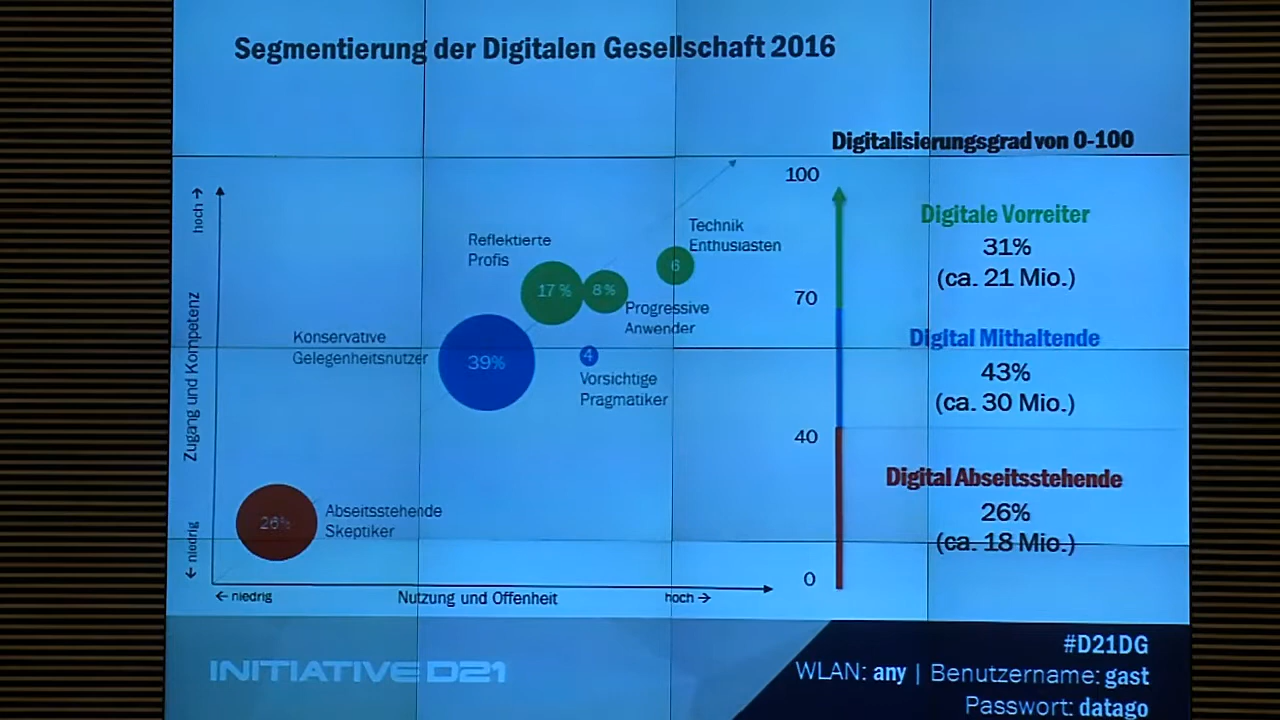 Segmentierung der Digitalen Gesellschaft 2016
Digitalisierungsgrad von 0-100
hoch →
Zugang und Kompetenz
← niedrig
Reflektierte
Profis
17 %
8 %
Technik
Enthusiasten
6
Progressive
Anwender
Konservative
Gelegenheitsnutzer
39%
4
Vorsichtige
Pragmatiker
26%
Abseitsstehende
Skeptiker
← niedrig
Nutzung und Offenheit
hoch →
100
70
40
0
Digitale Vorreiter
31%
(ca. 21 Mio.)
Digital Mithaltende
43%
(ca. 30 Mio.)
Digital Abseitsstehende
26%
(ca. 18 Mio.)
INITIATIVE D21
#D21DG
WLAN: any | Benutzername: gast
Passwort: datago